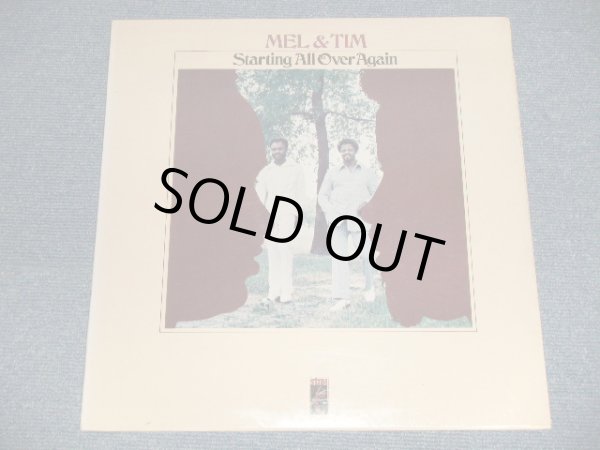 MEL & TIM
Starting All Over Again
SOLD OUT